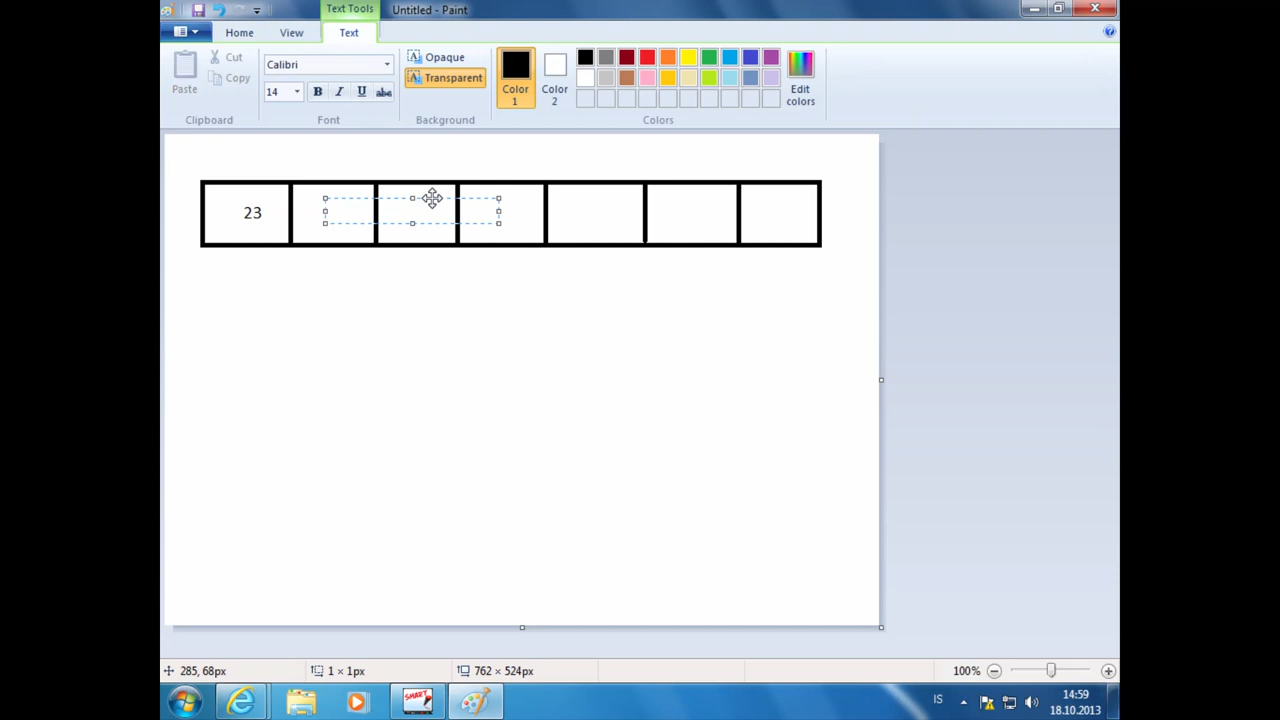 Text Tools
Untitled - Paint
Home
View
Text
Paste
Cut
Copy
Clipboard
Calibri
14
B I U abc
Font
Opaque
Transparent
Background
Color 1
Color 2
Edit colors
Colors
23
285, 68px
1 × 1px
762 × 524px
100%
SMART
IS
14:59
18.10.2013